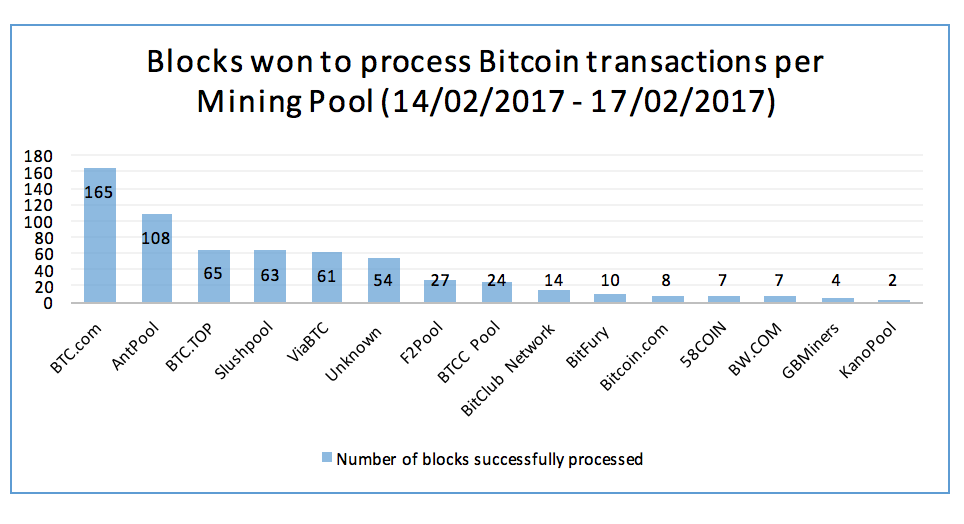 Blocks won to process Bitcoin transactions per
Mining Pool (14/02/2017 - 17/02/2017)
180
160
140
120
100
80
60
40
20
0
165
108
65
63
61
54
27
24
14
10
8
7
7
4
2
BTC.com
AntPool
BTC.TOP
Slushpool
ViaBTC
Unknown
F2Pool
BTCC Pool
BitClub Network
BitFury
Bitcoin.com
58COIN
BW.COM
GBMiners
KanoPool
Number of blocks successfully processed